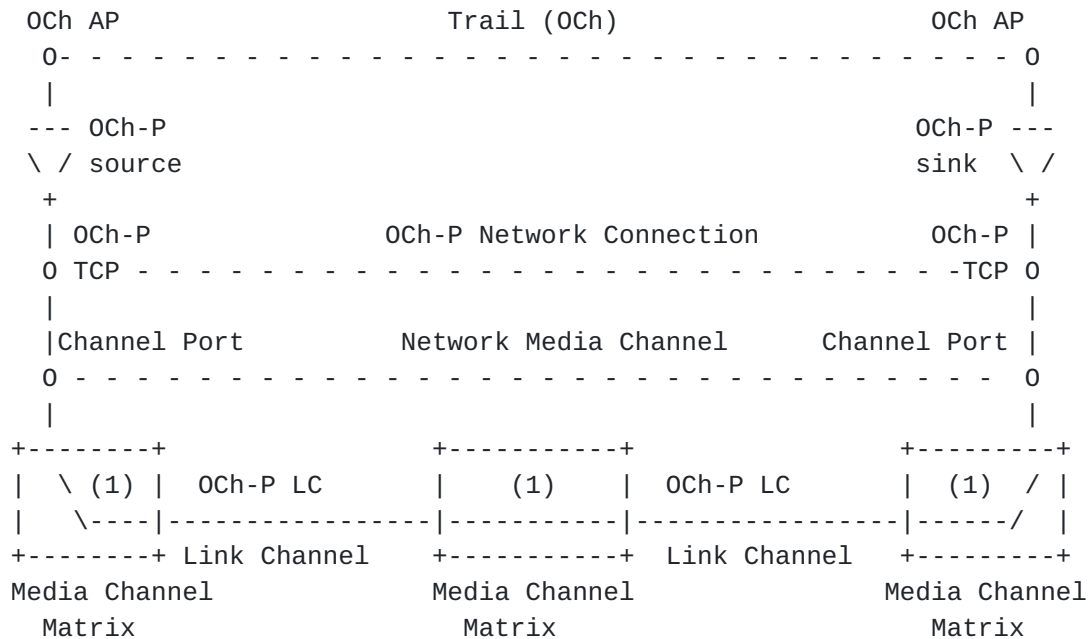 OCh AP                     Trail (OCh)                    OCh AP
  O- - - - - - - - - - - - - - - - - - - - - - - - - - - - - - - O
  |                                                              |
 --- OCh-P                                                OCh-P ---
 \ / source                                               sink  \ /
  +                                                              +
  | OCh-P               OCh-P Network Connection           OCh-P |
  O TCP - - - - - - - - - - - - - - - - - - - - - - - - - - -TCP O
  |                                                              |
  |Channel Port          Network Media Channel      Channel Port |
  O - - - - - - - - - - - - - - - - - - - - - - - - - - - - - -  O
  |                                                              |
+--------+                 +-----------+                 +---------+
|  \ (1) |  OCh-P LC       |    (1)    |  OCh-P LC       |  (1)  / |
|   \----|-----------------|-----------|-----------------|------/  |
+--------+ Link Channel    +-----------+  Link Channel   +---------+
Media Channel              Media Channel                Media Channel
  Matrix                     Matrix                        Matrix